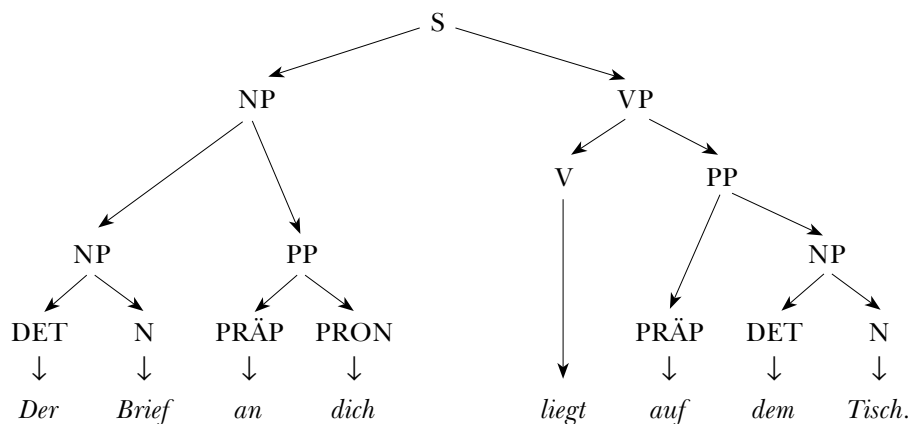 S
NP VP
V PP
NP PP NP
DET N PRÄP PRON PRÄP DET N
Der Brief an dich liegt auf dem Tisch.